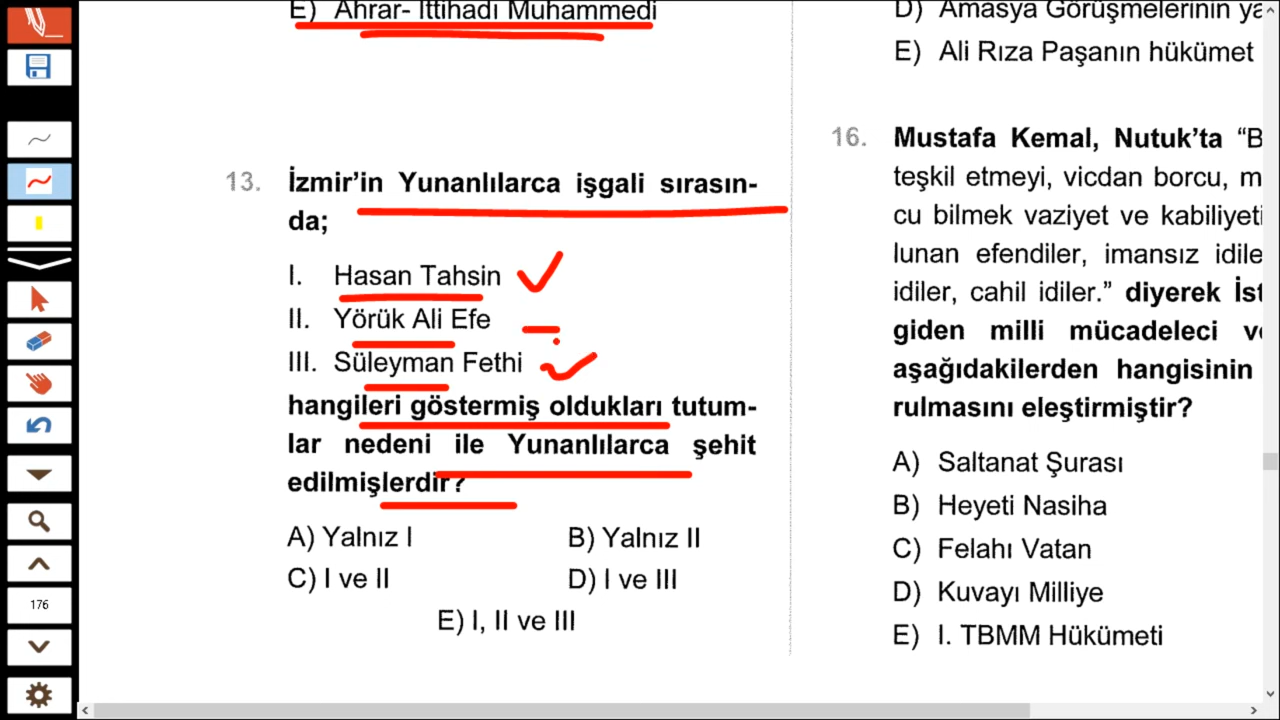 E) Ahrar- İttihadı Muhammedi
13. İzmir’in Yunanlılarca işgali sırasın-
da;
I. Hasan Tahsin
II. Yörük Ali Efe
III. Süleyman Fethi
hangileri göstermiş oldukları tutum-
lar nedeni ile Yunanlılarca şehit
edilmişlerdir?
A) Yalnız I
B) Yalnız II
C) I ve II
D) I ve III
E) I, II ve III
D) Amasya Görüşmelerinin ya
E) Ali Rıza Paşanın hükümet
16. Mustafa Kemal, Nutuk’ta “B
teşkil etmeyi, vicdan borcu, m
cu bilmek vaziyet ve kabiliyeti
lunan efendiler, imansız idile
idiler, cahil idiler.” diyerek İst
giden milli mücadeleci v
aşağıdakilerden hangisinin
rulmasını eleştirmiştir?
A) Saltanat Şurası
B) Heyeti Nasiha
C) Felahı Vatan
D) Kuvayı Milliye
E) I. TBMM Hükümeti
176